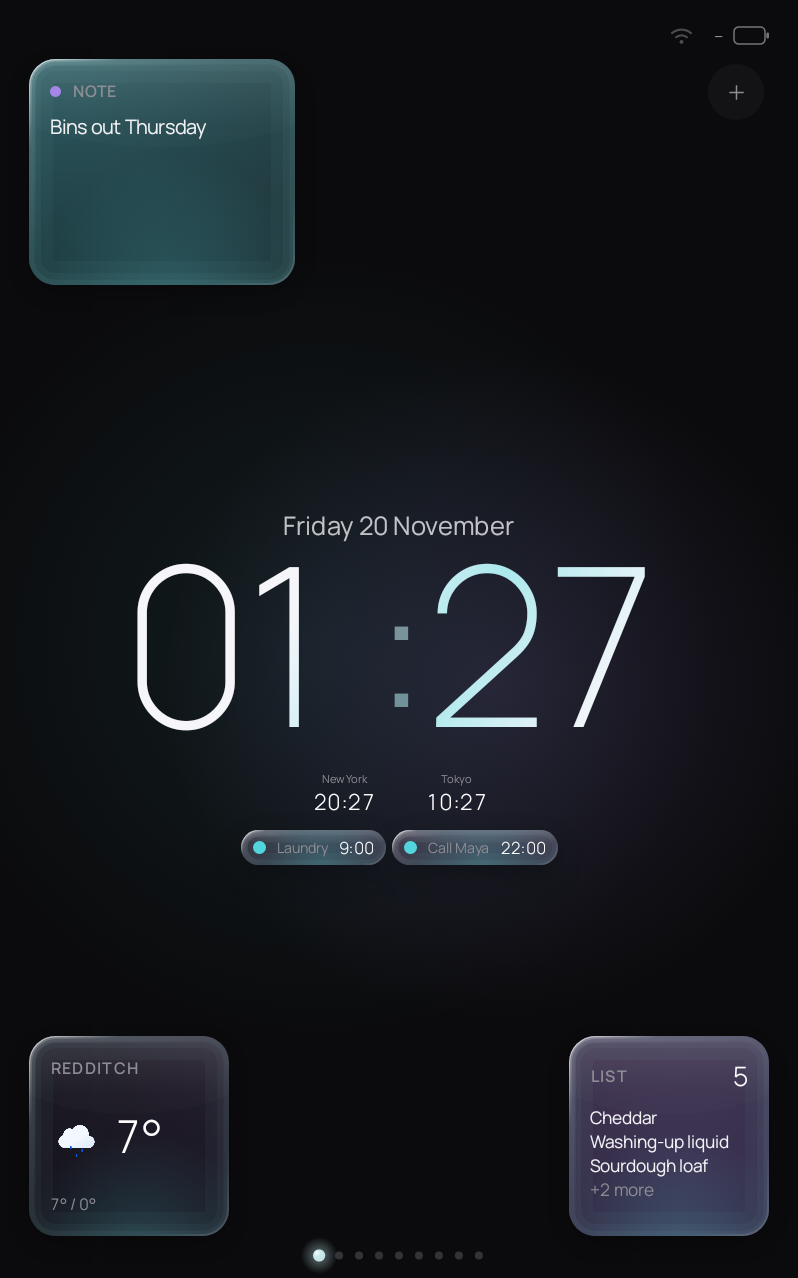 –
NOTE
Bins out Thursday
+
Friday 20 November
01:27
New York
20:27
Tokyo
10:27
Laundry 9:00
Call Maya 22:00
REDDITCH
7°
7° / 0°
LIST 5
Cheddar
Washing-up liquid
Sourdough loaf
+2 more